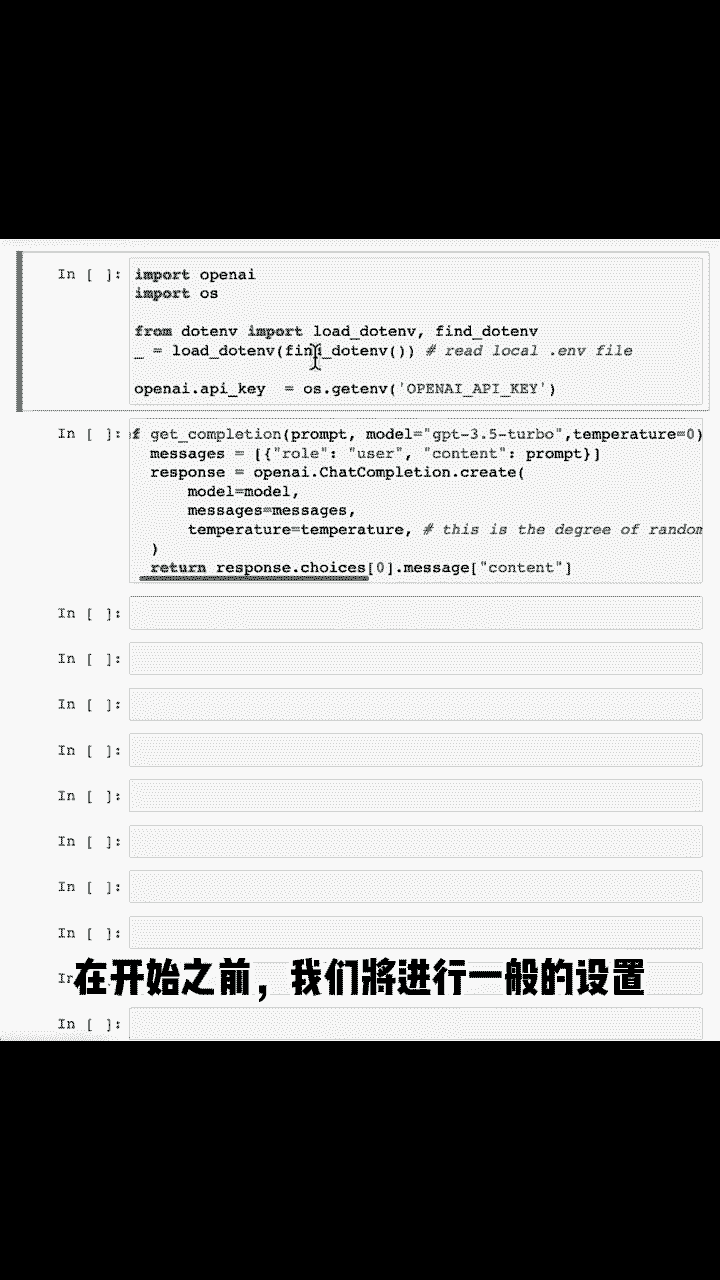 In [ ]: import openai
import os
from dotenv import load_dotenv, find_dotenv
_ = load_dotenv(find_dotenv()) # read local .env file
openai.api_key  = os.getenv('OPENAI_API_KEY')
In [ ]: f get_completion(prompt, model="gpt-3.5-turbo",temperature=0)
messages = [{"role": "user", "content": prompt}]
response = openai.ChatCompletion.create(
model=model,
messages=messages,
temperature=temperature, # this is the degree of random
)
return response.choices[0].message["content"]
In [ ]:
In [ ]:
In [ ]:
In [ ]:
In [ ]:
In [ ]:
In [ ]:
In [ ]:
In
在开始之前，我们將进行一般的设置
In [ ]: